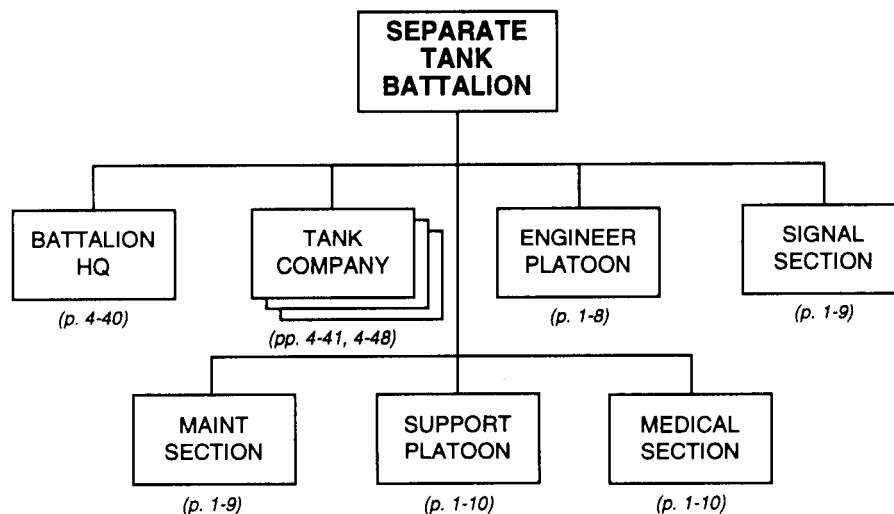 SEPARATE
TANK
BATTALION
BATTALION
HQ
(p. 4-40)
TANK
COMPANY
(pp. 4-41, 4-48)
ENGINEER
PLATOON
(p. 1-8)
SIGNAL
SECTION
(p. 1-9)
MAINT
SECTION
(p. 1-9)
SUPPORT
PLATOON
(p. 1-10)
MEDICAL
SECTION
(p. 1-10)